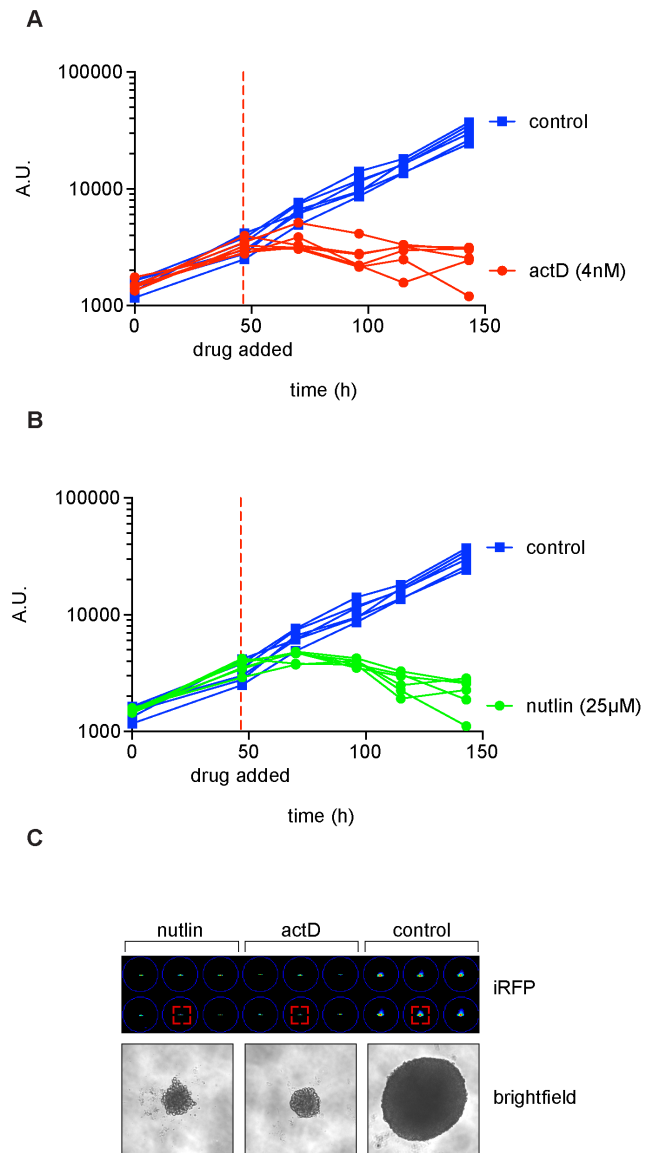 A
100000
10000
1000
A.U.
0
50
100
150
drug added
time (h)
control
actD (4nM)
B
100000
10000
1000
A.U.
0
50
100
150
drug added
time (h)
control
nutlin (25µM)
C
nutlin
actD
control
iRFP
brightfield